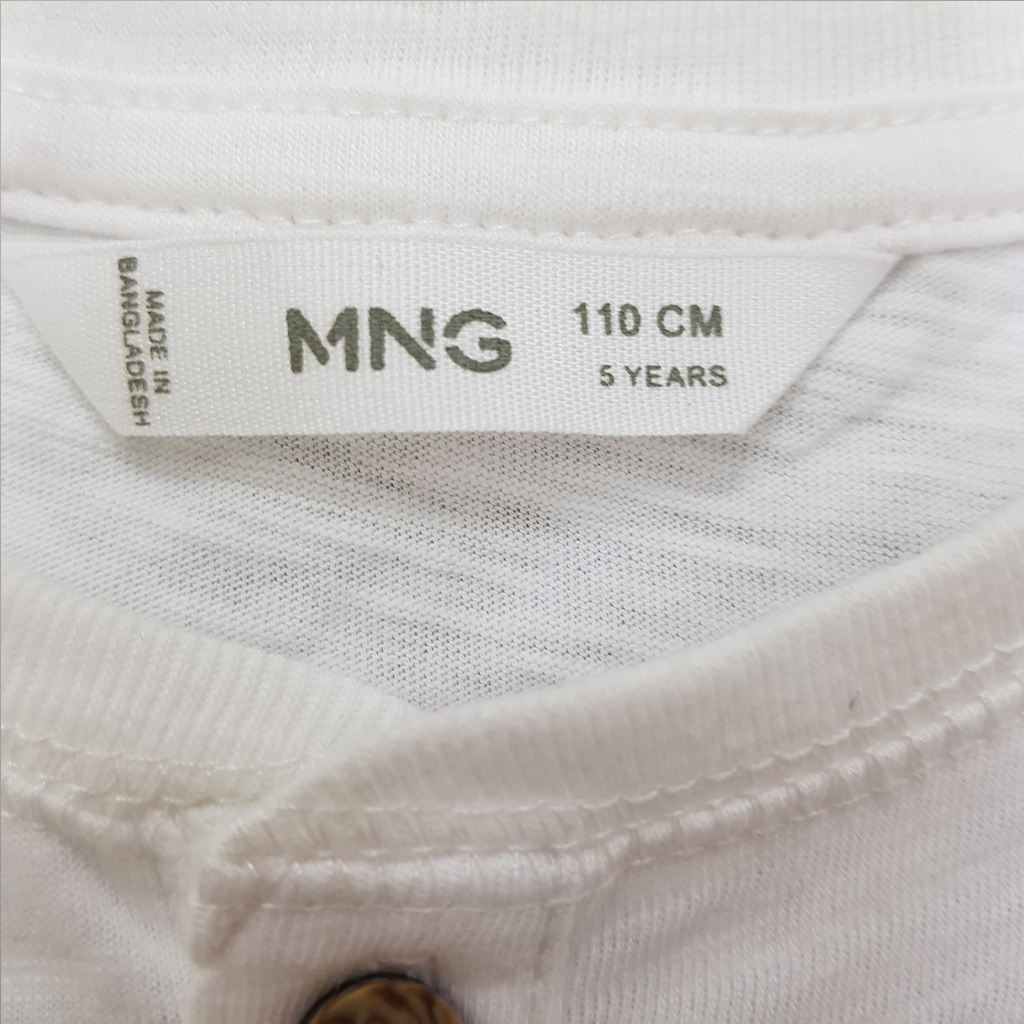 MADE IN
BANGLADESH
MNG
110 CM
5 YEARS